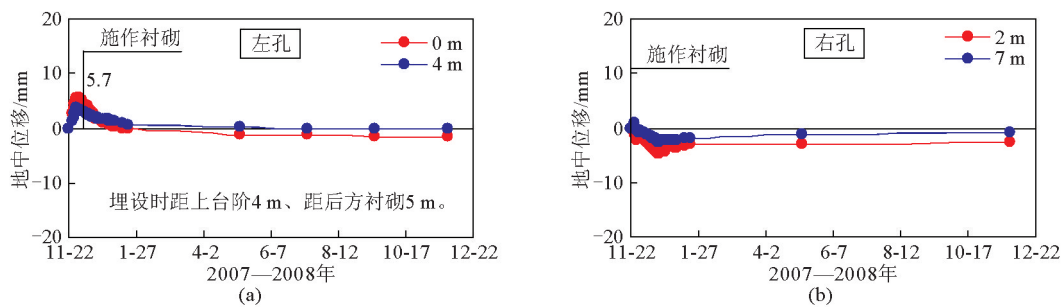 20
10
0
−10
−20
地中位移/mm
施作衬砌
5.7
左孔
0 m
4 m
埋设时距上台阶4 m、距后方衬砌5 m。
11-22 1-27 4-2 6-7 8-12 10-17 12-22
2007—2008年
(a)
20
10
0
−10
−20
地中位移/mm
施作衬砌
右孔
2 m
7 m
11-22 1-27 4-2 6-7 8-12 10-17 12-22
2007—2008年
(b)